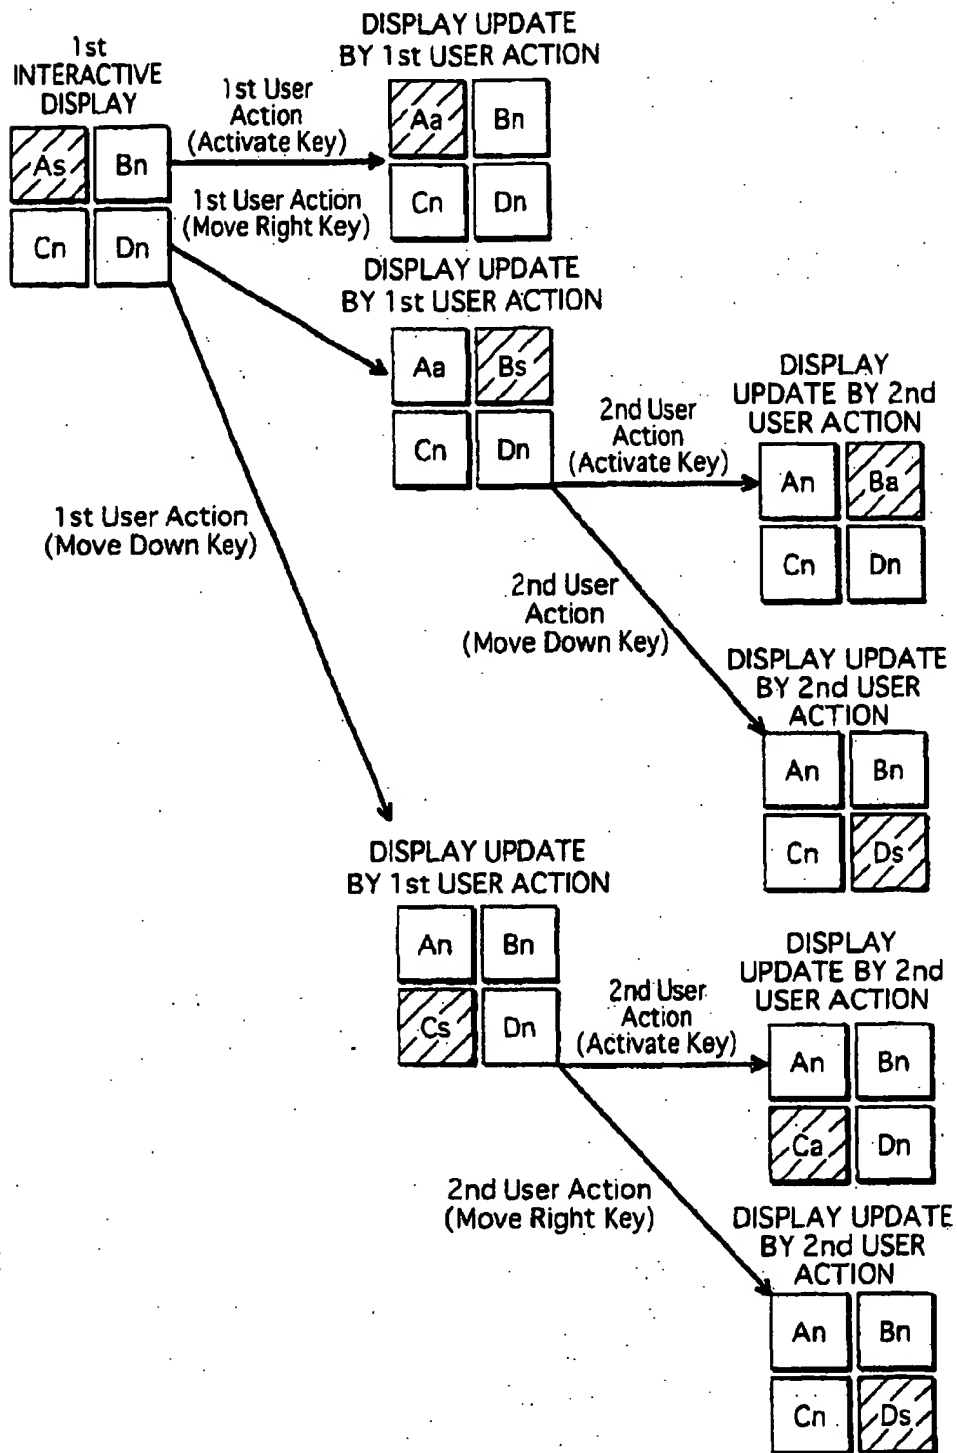 1st
INTERACTIVE
DISPLAY
As Bn
Cn Dn
1st User
Action
(Activate Key)
DISPLAY UPDATE
BY 1st USER ACTION
Aa Bn
Cn Dn
1st User Action
(Move Right Key)
DISPLAY UPDATE
BY 1st USER ACTION
Aa Bs
Cn Dn
2nd User
Action
(Activate Key)
DISPLAY
UPDATE BY 2nd
USER ACTION
An Ba
Cn Dn
2nd User
Action
(Move Down Key)
DISPLAY UPDATE
BY 2nd USER
ACTION
An Bn
Cn Ds
1st User Action
(Move Down Key)
DISPLAY UPDATE
BY 1st USER ACTION
An Bn
Cs Dn
2nd User
Action
(Activate Key)
DISPLAY
UPDATE BY 2nd
USER ACTION
An Bn
Ca Dn
2nd User Action
(Move Right Key)
DISPLAY UPDATE
BY 2nd USER
ACTION
An Bn
Cn Ds